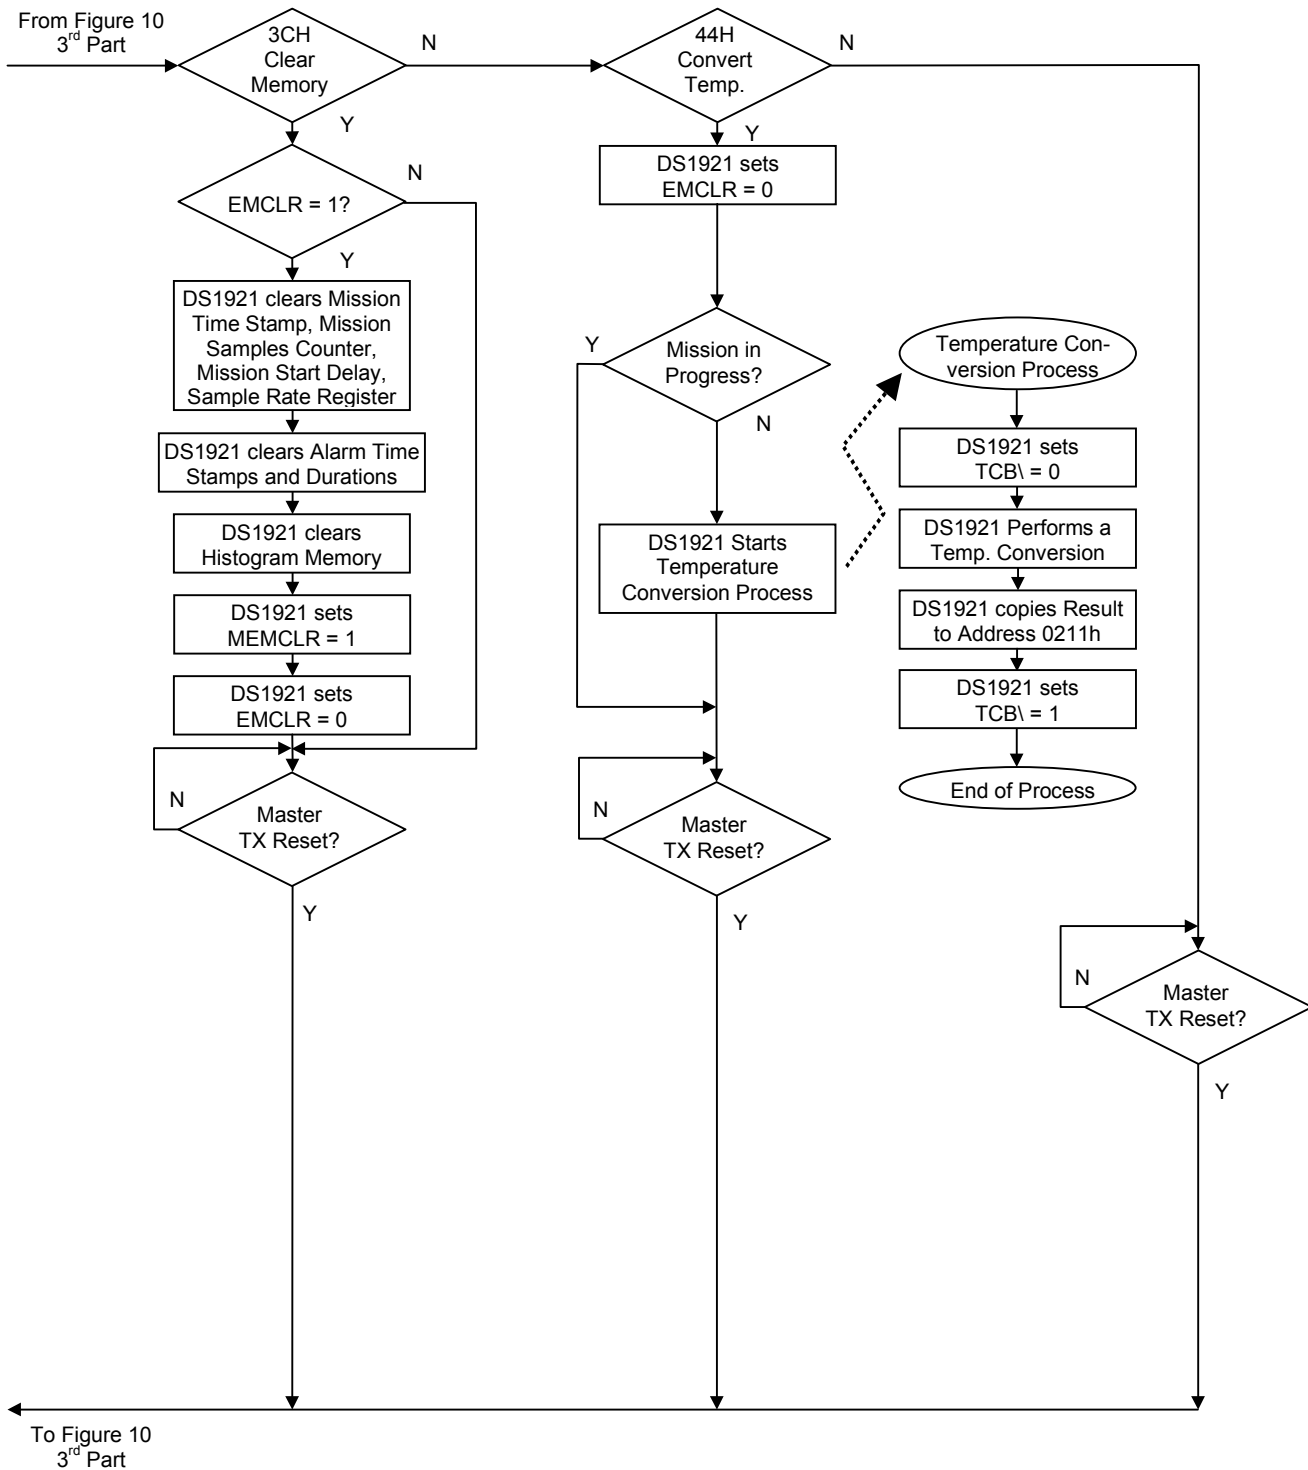 From Figure 10
3rd Part
3CH
Clear
Memory
N
Y
44H
Convert
Temp.
N
Y
EMCLR = 1?
N
Y
DS1921 sets
EMCLR = 0
DS1921 clears Mission
Time Stamp, Mission
Samples Counter,
Mission Start Delay,
Sample Rate Register
DS1921 clears Alarm Time
Stamps and Durations
DS1921 clears
Histogram Memory
DS1921 sets
MEMCLR = 1
DS1921 sets
EMCLR = 0
N
Master
TX Reset?
Y
Y
Mission in
Progress?
N
DS1921 Starts
Temperature
Conversion Process
N
Master
TX Reset?
Y
Temperature Con-
version Process
DS1921 sets
TCB\ = 0
DS1921 Performs a
Temp. Conversion
DS1921 copies Result
to Address 0211h
DS1921 sets
TCB\ = 1
End of Process
N
Master
TX Reset?
Y
To Figure 10
3rd Part